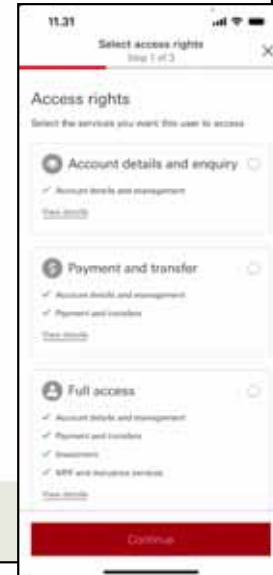 11.31
Select access rights
Step 1 of 3
Access rights
Select the services you want this user to access
Account details and enquiry
Account details and management
View details
Payment and transfer
Account details and management
Payment and transfers
View details
Full access
Account details and management
Payment and transfers
Investment
MPF and insurance services
View details
Continue